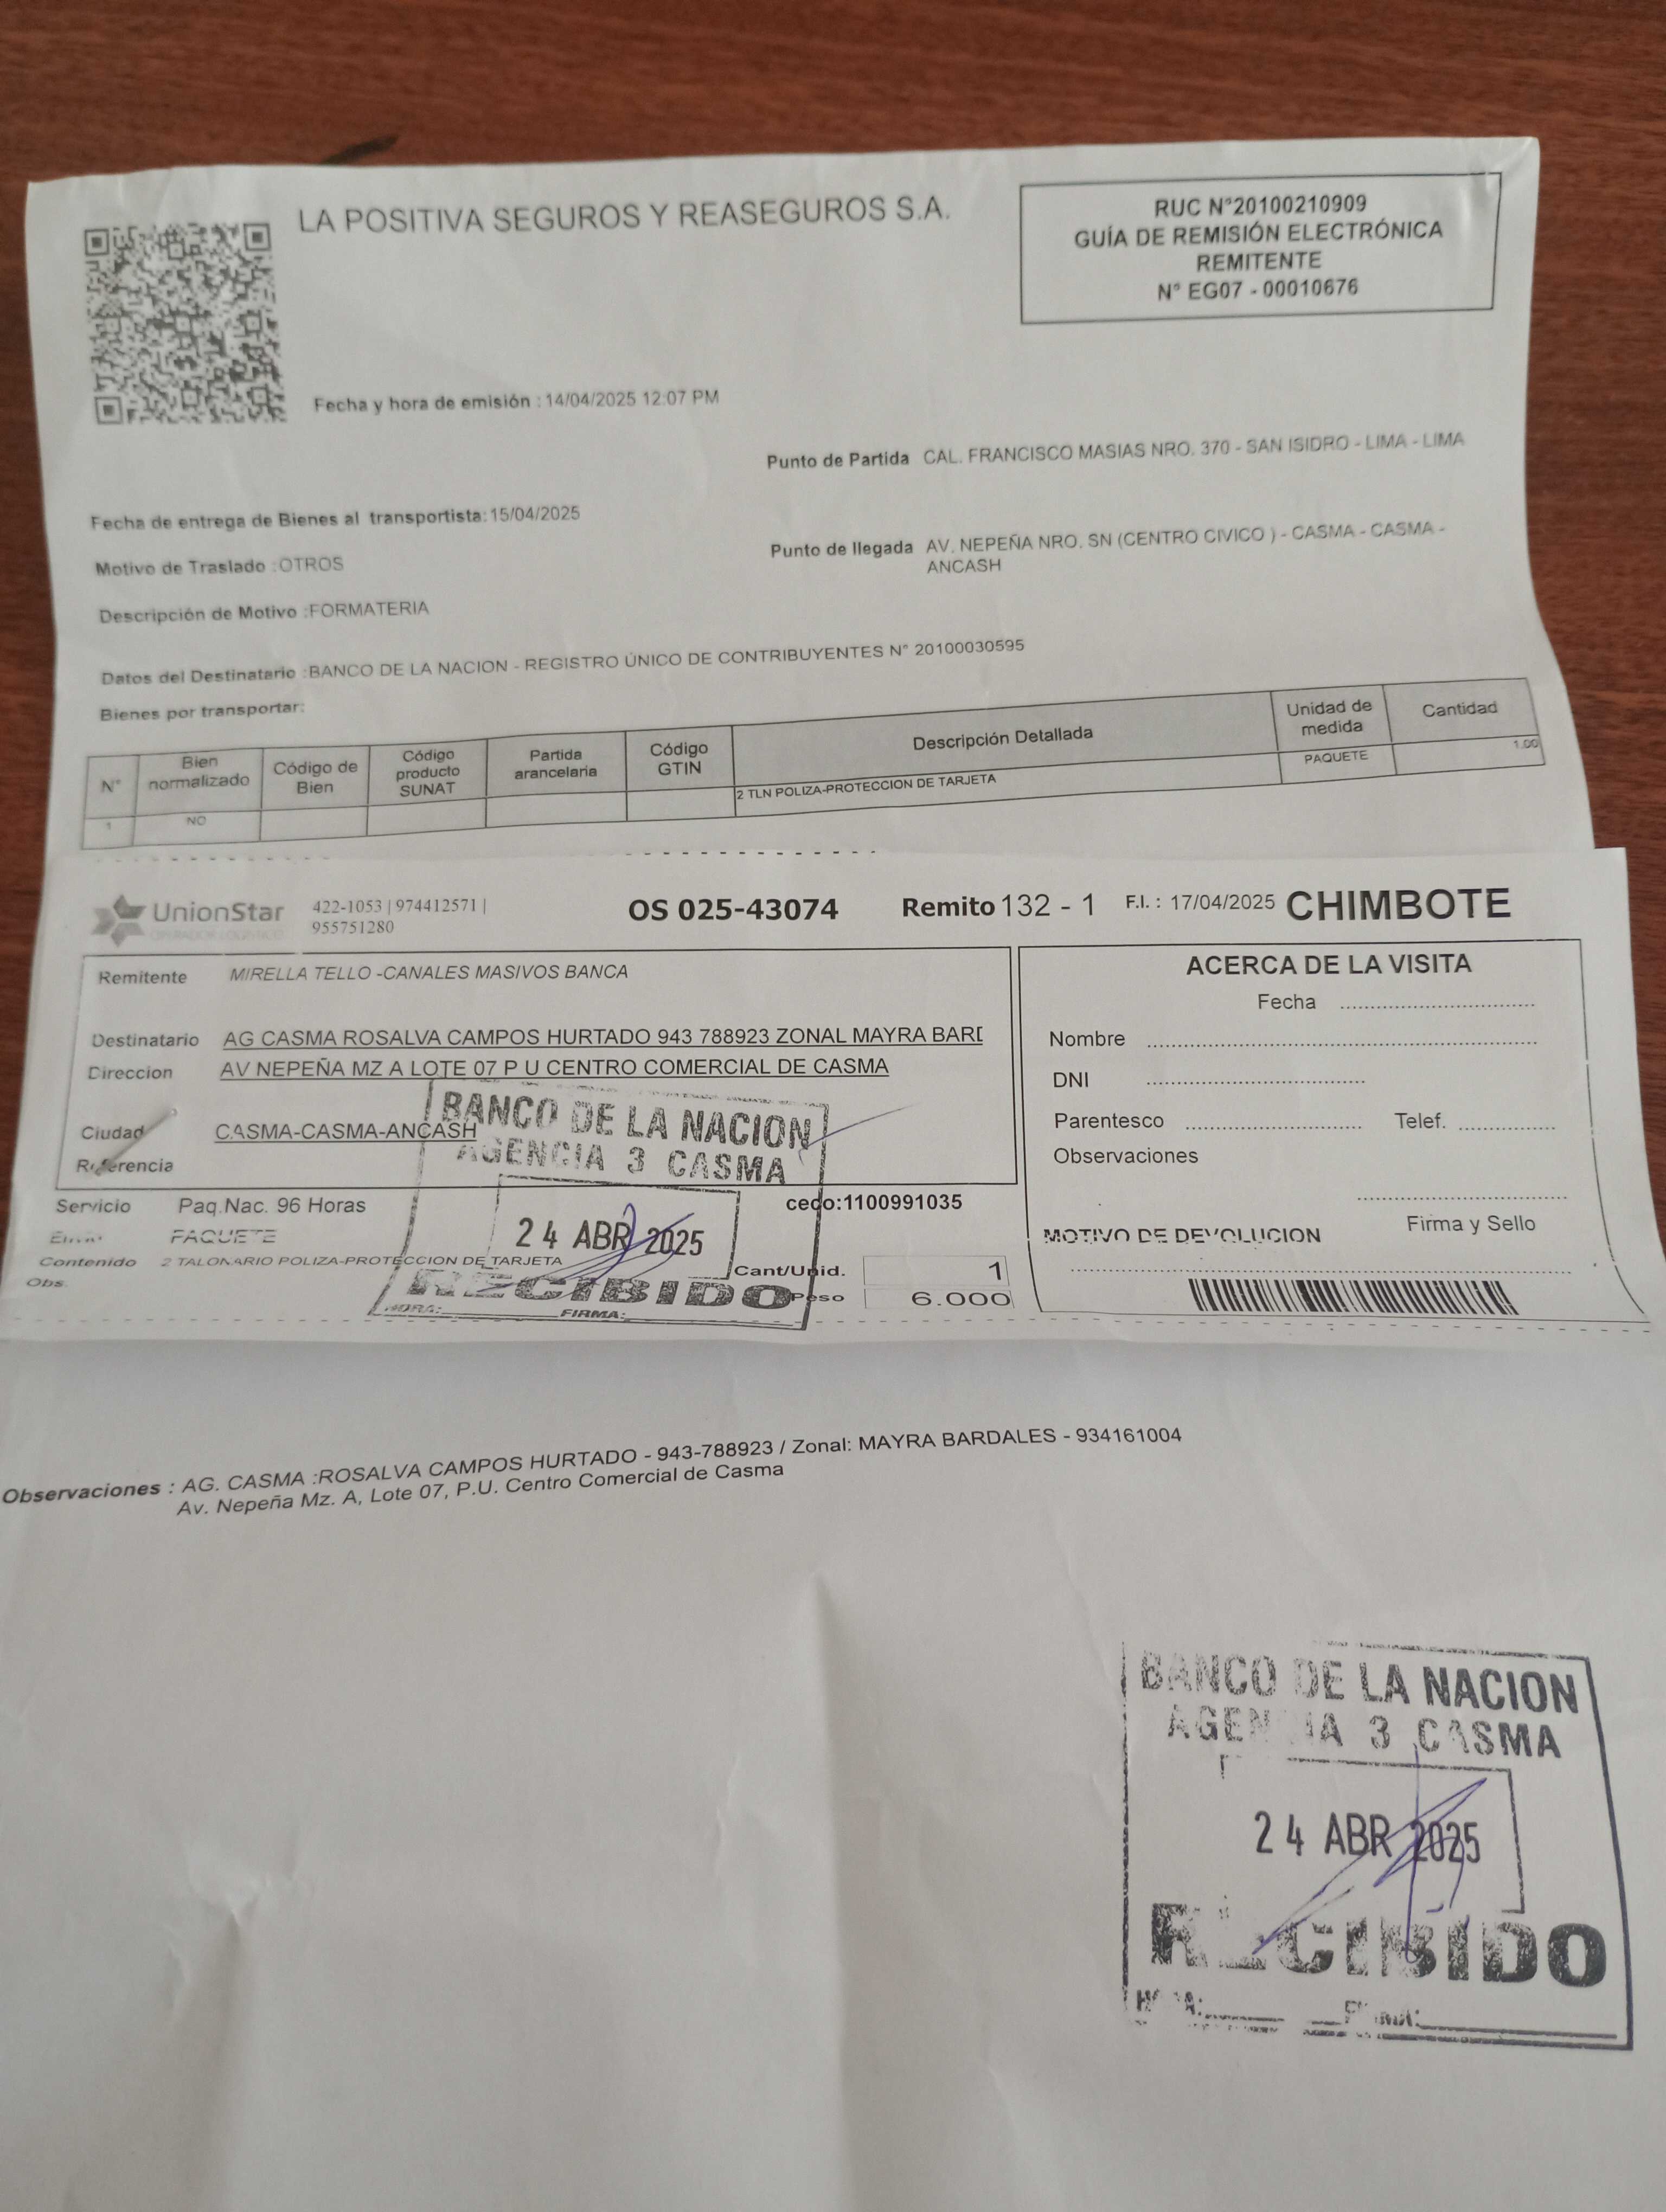 LA POSITIVA SEGUROS Y REASEGUROS S.A.
RUC N°20100210909
GUÍA DE REMISIÓN ELECTRÓNICA
REMITENTE
N° EG07 - 00010676
Fecha y hora de emisión : 14/04/2025 12:07 PM
Punto de Partida CAL. FRANCISCO MASIAS NRO. 370 - SAN ISIDRO - LIMA - LIMA
Fecha de entrega de Bienes al transportista: 15/04/2025
Punto de llegada AV. NEPEÑA NRO. SN (CENTRO CIVICO ) - CASMA - CASMA -
ANCASH
Motivo de Traslado :OTROS
Descripción de Motivo :FORMATERIA
Datos del Destinatario :BANCO DE LA NACION - REGISTRO ÚNICO DE CONTRIBUYENTES N° 20100030595
Bienes por transportar:
N° Bien normalizado Código de Bien Código producto SUNAT Partida arancelaria Código GTIN Descripción Detallada Unidad de medida Cantidad
1 NO 2 TLN POLIZA-PROTECCION DE TARJETA PAQUETE 1.00
UnionStar
OPERADOR LOGISTICO
422-1053 | 974412571 |
955751280
OS 025-43074 Remito 132 - 1 F.I. : 17/04/2025 CHIMBOTE
Remitente MIRELLA TELLO -CANALES MASIVOS BANCA
Destinatario AG CASMA ROSALVA CAMPOS HURTADO 943 788923 ZONAL MAYRA BARD
Direccion AV NEPEÑA MZ A LOTE 07 P U CENTRO COMERCIAL DE CASMA
Ciudad CASMA-CASMA-ANCASH
Referencia
Servicio Paq.Nac. 96 Horas
ceco:1100991035
PAQUETE
Contenido 2 TALONARIO POLIZA-PROTECCION DE TARJETA
Obs.
Cant/Unid. 1
Peso 6.000
BANCO DE LA NACION
AGENCIA 3 CASMA
24 ABR 2025
RECIBIDO
HORA: FIRMA:
ACERCA DE LA VISITA
Fecha
Nombre
DNI
Parentesco Telef.
Observaciones
Firma y Sello
MOTIVO DE DEVOLUCION
Observaciones : AG. CASMA :ROSALVA CAMPOS HURTADO - 943-788923 / Zonal: MAYRA BARDALES - 934161004
Av. Nepeña Mz. A, Lote 07, P.U. Centro Comercial de Casma
BANCO DE LA NACION
AGENCIA 3 CASMA
24 ABR 2025
RECIBIDO
HORA: FIRMA: